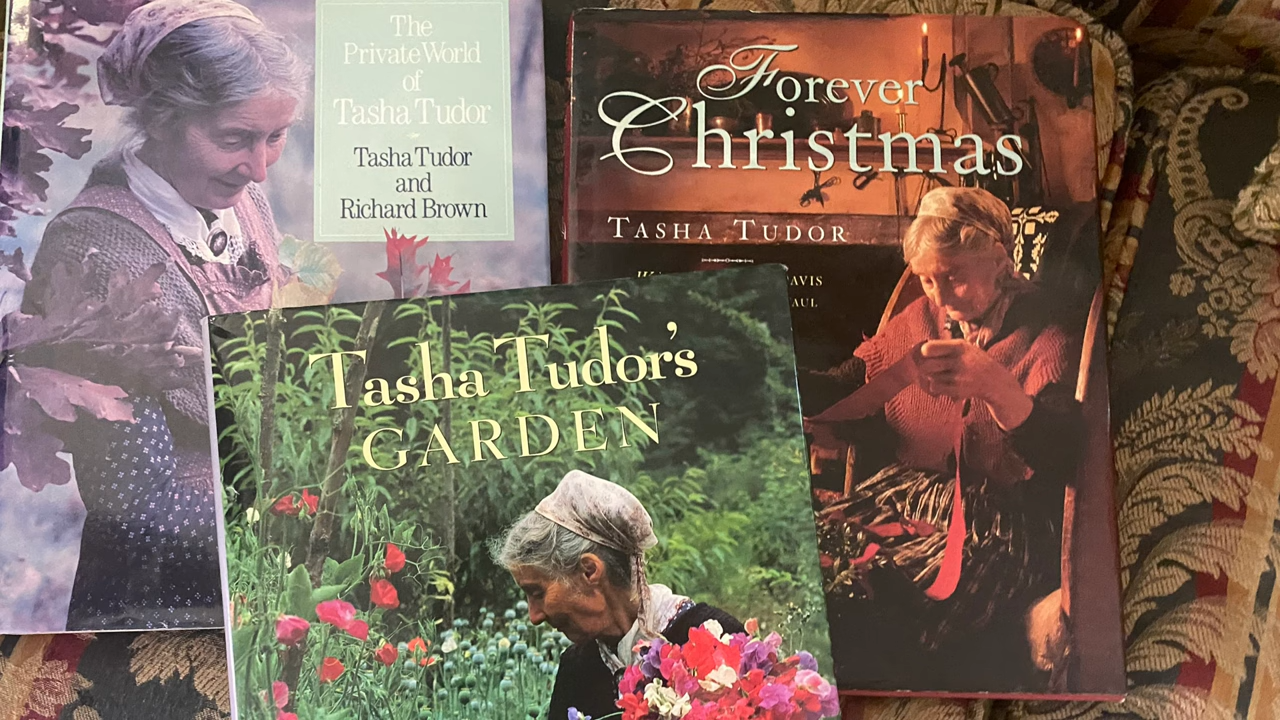 The
Private World
of
Tasha Tudor
Tasha Tudor
and
Richard Brown
Forever
Christmas
TASHA TUDOR
Tasha Tudor's
GARDEN